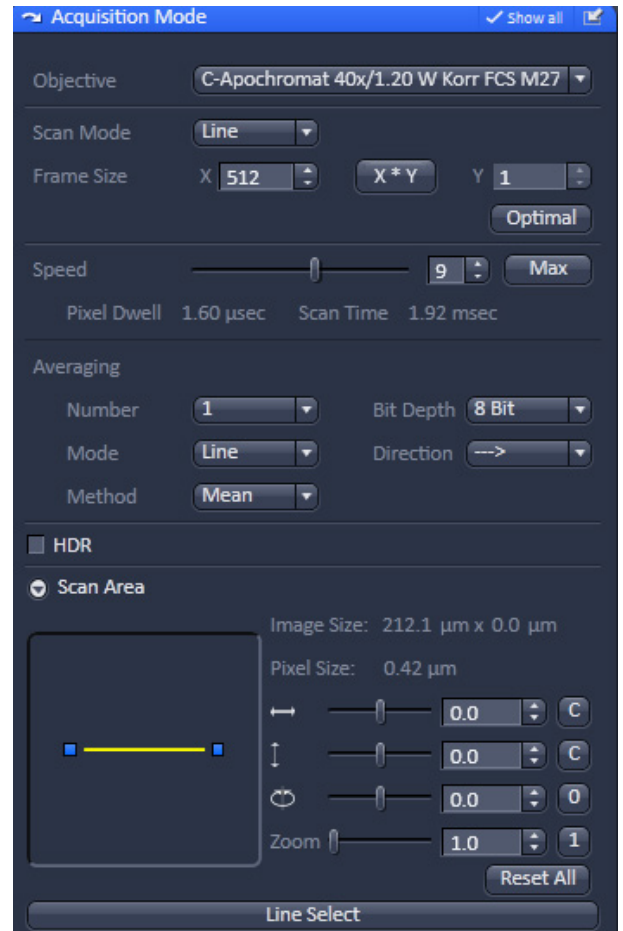 Acquisition Mode Show all
Objective C-Apochromat 40x/1.20 W Korr FCS M27
Scan Mode Line
Frame Size X 512 X * Y Y 1
Optimal
Speed 9 Max
Pixel Dwell 1.60 µsec Scan Time 1.92 msec
Averaging
Number 1 Bit Depth 8 Bit
Mode Line Direction --->
Method Mean
HDR
Scan Area
Image Size: 212.1 µm x 0.0 µm
Pixel Size: 0.42 µm
0.0 C
0.0 C
0.0 0
Zoom 1.0 1
Reset All
Line Select